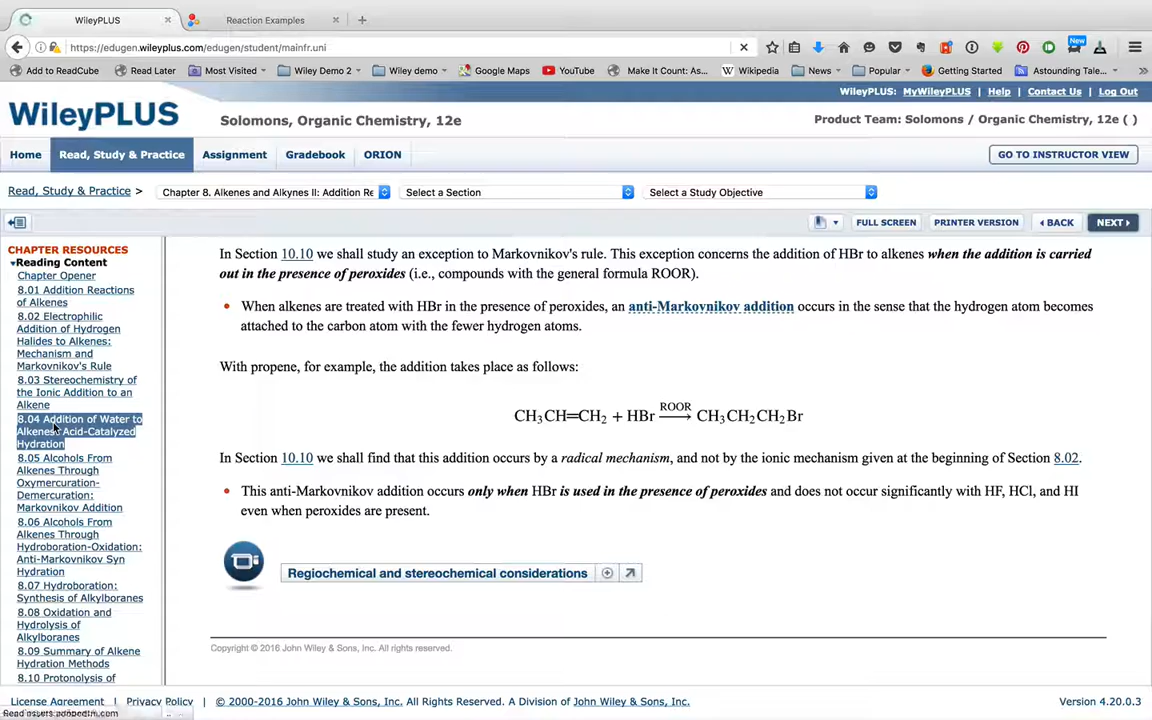 WileyPLUS
Reaction Examples
https://edugen.wileyplus.com/edugen/student/mainfr.uni
New
Add to ReadCube
Read Later
Most Visited
Wiley Demo 2
Wiley demo
Google Maps
YouTube
Make It Count: As...
Wikipedia
News
Popular
Getting Started
Astounding Tale...
WileyPLUS: MyWileyPLUS | Help | Contact Us | Log Out
WileyPLUS
Solomons, Organic Chemistry, 12e
Product Team: Solomons / Organic Chemistry, 12e ( )
Home
Read, Study & Practice
Assignment
Gradebook
ORION
GO TO INSTRUCTOR VIEW
Read, Study & Practice >
Chapter 8. Alkenes and Alkynes II: Addition Re
Select a Section
Select a Study Objective
FULL SCREEN
PRINTER VERSION
BACK
NEXT
CHAPTER RESOURCES
Reading Content
Chapter Opener
8.01 Addition Reactions
of Alkenes
8.02 Electrophilic
Addition of Hydrogen
Halides to Alkenes:
Mechanism and
Markovnikov's Rule
8.03 Stereochemistry of
the Ionic Addition to an
Alkene
8.04 Addition of Water to
Alkenes: Acid-Catalyzed
Hydration
8.05 Alcohols From
Alkenes Through
Oxymercuration-
Demercuration:
Markovnikov Addition
8.06 Alcohols From
Alkenes Through
Hydroboration-Oxidation:
Anti-Markovnikov Syn
Hydration
8.07 Hydroboration:
Synthesis of Alkylboranes
8.08 Oxidation and
Hydrolysis of
Alkylboranes
8.09 Summary of Alkene
Hydration Methods
8.10 Protonolysis of
In Section 10.10 we shall study an exception to Markovnikov's rule. This exception concerns the addition of HBr to alkenes when the addition is carried
out in the presence of peroxides (i.e., compounds with the general formula ROOR).
• When alkenes are treated with HBr in the presence of peroxides, an anti-Markovnikov addition occurs in the sense that the hydrogen atom becomes
attached to the carbon atom with the fewer hydrogen atoms.
With propene, for example, the addition takes place as follows:
CH₃CH=CH₂ + HBr ROOR⟶ CH₃CH₂CH₂Br
In Section 10.10 we shall find that this addition occurs by a radical mechanism, and not by the ionic mechanism given at the beginning of Section 8.02.
• This anti-Markovnikov addition occurs only when HBr is used in the presence of peroxides and does not occur significantly with HF, HCl, and HI
even when peroxides are present.
Regiochemical and stereochemical considerations
Copyright © 2016 John Wiley & Sons, Inc. All rights reserved.
License Agreement | Privacy Policy | © 2000-2016 John Wiley & Sons, Inc. All Rights Reserved. A Division of John Wiley & Sons, Inc.
Version 4.20.0.3